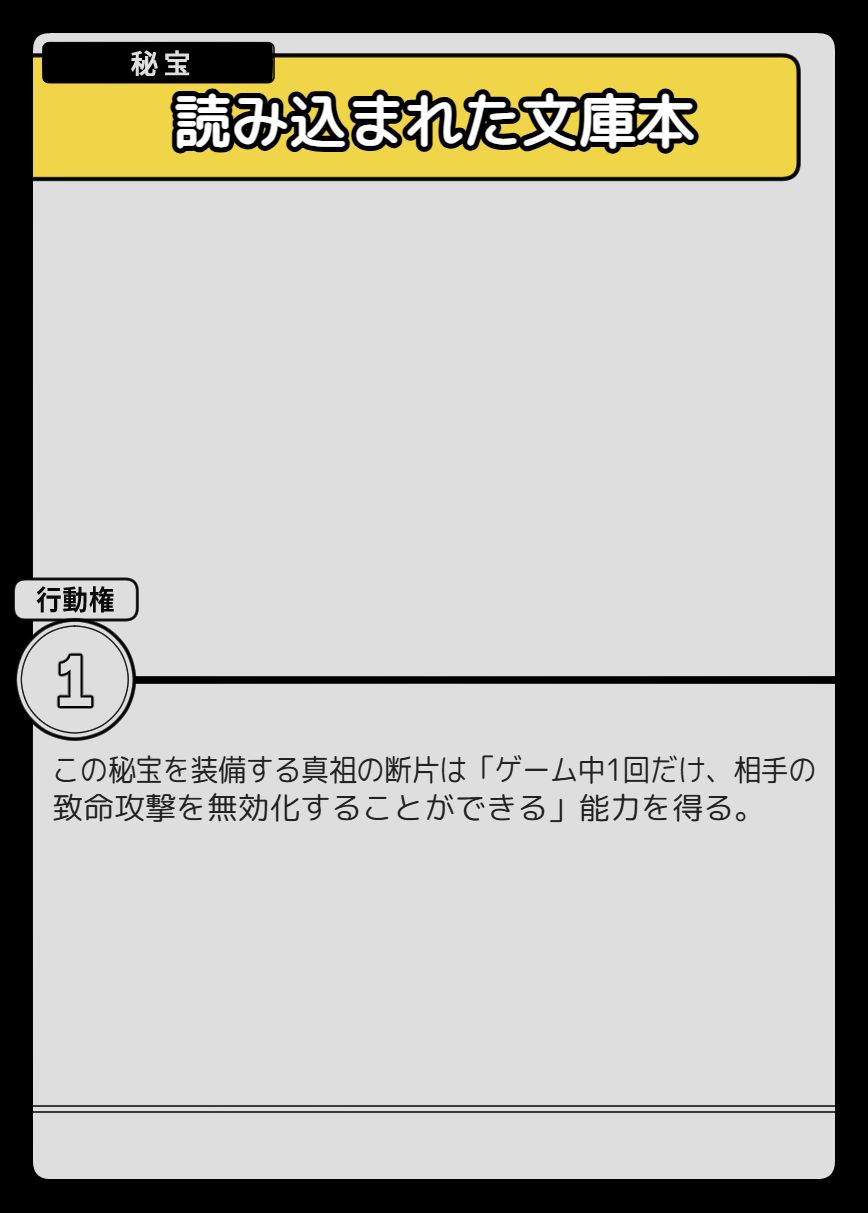 秘宝
読み込まれた文庫本
行動権
1
この秘宝を装備する真祖の断片は「ゲーム中1回だけ、相手の
致命攻撃を無効化することができる」能力を得る。